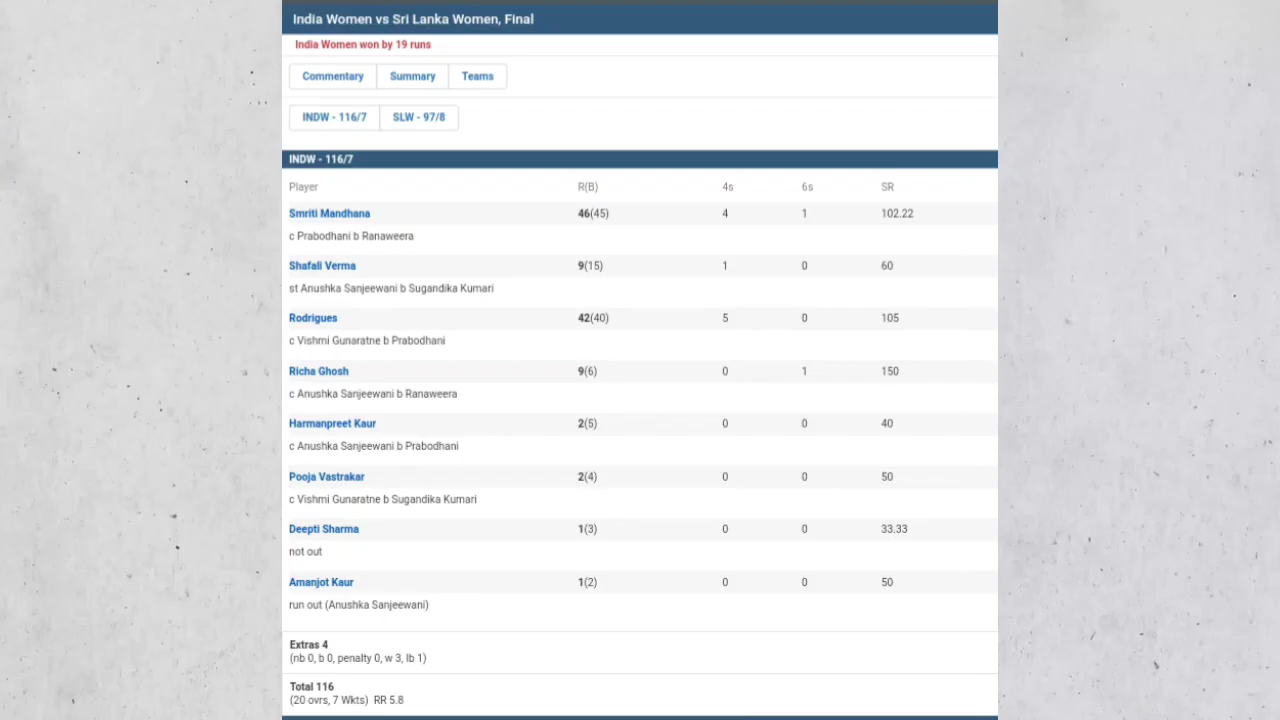 India Women vs Sri Lanka Women, Final
India Women won by 19 runs
Commentary Summary Teams
INDW - 116/7 SLW - 97/8
INDW - 116/7
Player R(B) 4s 6s SR
Smriti Mandhana 46(45) 4 1 102.22
c Prabodhani b Ranaweera
Shafali Verma 9(15) 1 0 60
st Anushka Sanjeewani b Sugandika Kumari
Rodrigues 42(40) 5 0 105
c Vishmi Gunaratne b Prabodhani
Richa Ghosh 9(6) 0 1 150
c Anushka Sanjeewani b Ranaweera
Harmanpreet Kaur 2(5) 0 0 40
c Anushka Sanjeewani b Prabodhani
Pooja Vastrakar 2(4) 0 0 50
c Vishmi Gunaratne b Sugandika Kumari
Deepti Sharma 1(3) 0 0 33.33
not out
Amanjot Kaur 1(2) 0 0 50
run out (Anushka Sanjeewani)
Extras 4
(nb 0, b 0, penalty 0, w 3, lb 1)
Total 116
(20 ovrs, 7 Wkts) RR 5.8